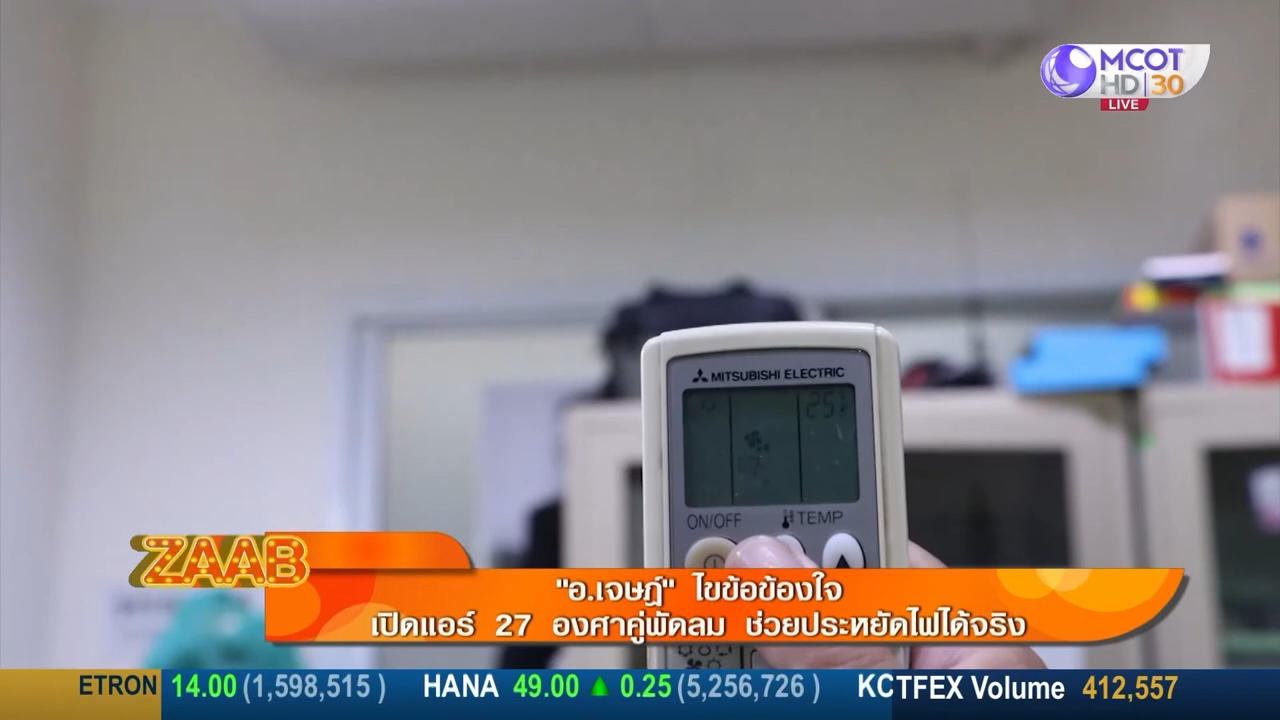 MCOT
HD 30
LIVE
MITSUBISHI ELECTRIC
25
ON/OFF
TEMP
ZAAB
"อ.เจษฏ์" ไขข้อข้องใจ
เปิดแอร์ 27 องศาคู่พัดลม ช่วยประหยัดไฟได้จริง
ETRON 14.00 (1,598,515 ) HANA 49.00 ▲ 0.25 (5,256,726 ) KCTFEX Volume 412,557